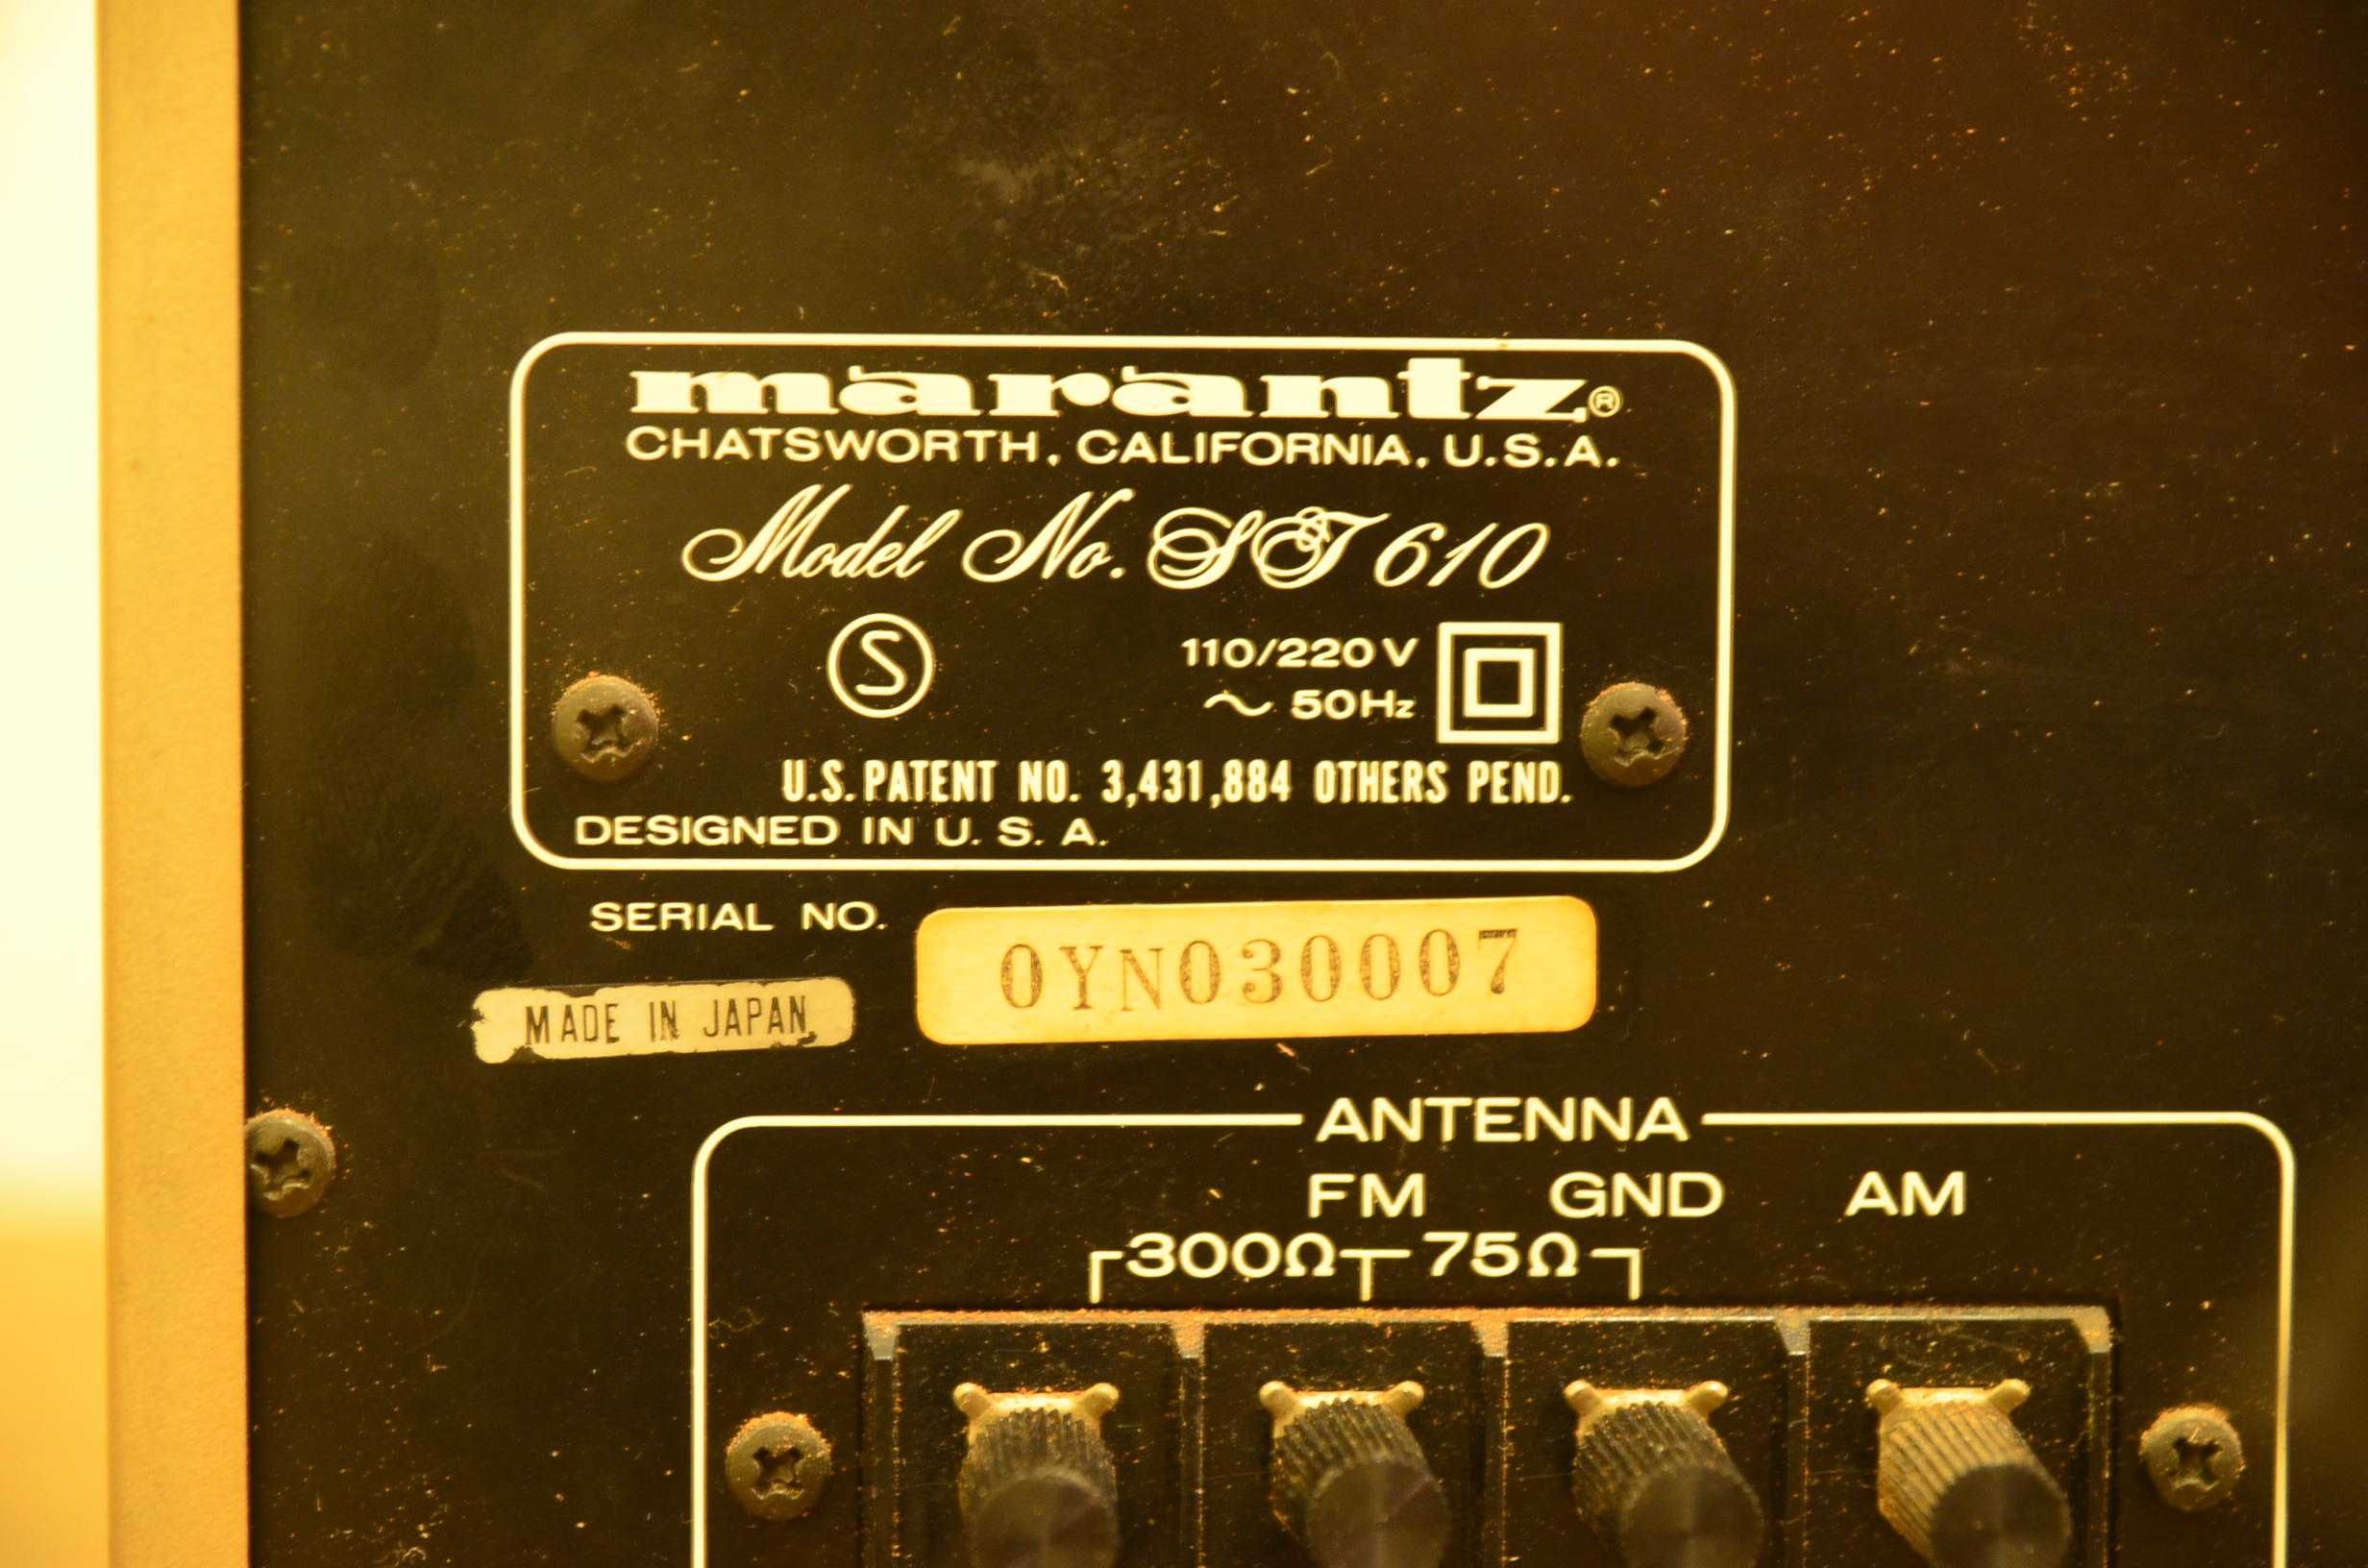 marantz®
CHATSWORTH, CALIFORNIA, U.S.A.
Model No. ST 610
S
110/220 V
~ 50Hz
U.S. PATENT NO. 3,431,884 OTHERS PEND.
DESIGNED IN U.S.A.
SERIAL NO. 0YN030007
MADE IN JAPAN
ANTENNA
FM GND AM
300Ω 75Ω